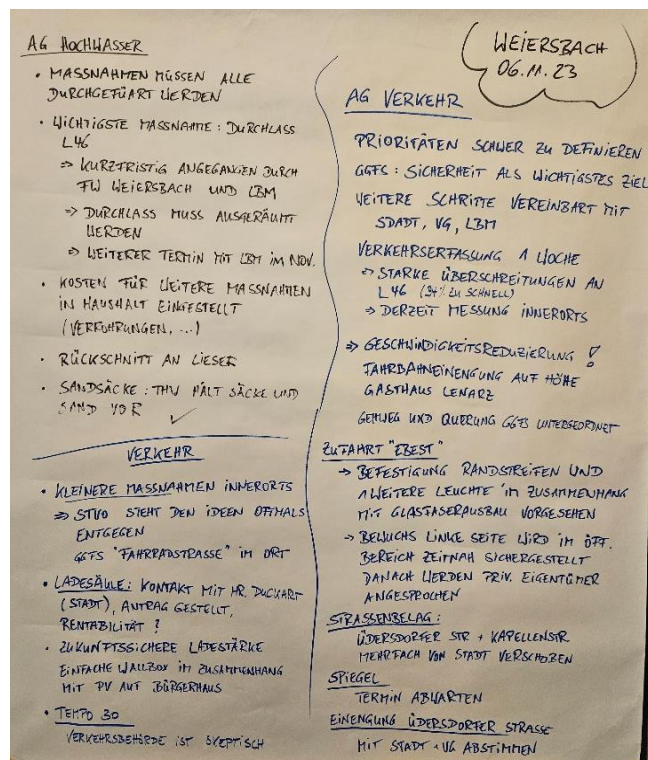 AG HOCHWASSER
• MASSNAHMEN MÜSSEN ALLE
DURCHGEFÜART WERDEN
• WICHTIGSTE MASSNAHME: DURCHLASS
L46
⇒ KURZFRISTIG ANGEGANGEN DURCH
FW WEIERSBACH UND LBM
⇒ DURCHLASS MUSS AUSGERÄUMT
WERDEN
⇒ WEITERER TERMIN MIT LBM IM NOV.
• KOSTEN FÜR WEITERE MASSNAHMEN
IN HAUSHALT EINGESTELLT
(VERROHRUNGEN, ...)
• RÜCKSCHNITT AN LIESER
• SANDSÄCKE: THW HÄLT SÄCKE UND
SAND VOR ✓
VERKEHR
• KLEINERE MASSNAHMEN INNERORTS
⇒ STVO STEHT DEN IDEEN OFTMALS
ENTGEGEN
GGFS "FAHRRADSTRASSE" IM ORT
• LADESÄULE: KONTAKT MIT HR. DUCKART
(STADT), ANTRAG GESTELLT,
RENTABILITÄT?
• ZUKUNFTSSICHERE LADESTÄRKE
EINFACHE WALLBOX IM ZUSAMMENHANG
MIT PV AUF BÜRGERHAUS
• TEMPO 30
VERKEHRSBEHÖRDE IST SKEPTISCH
WEIERSBACH
06.11.23
AG VERKEHR
PRIORITÄTEN SCHWER ZU DEFINIEREN
GGFS: SICHERHEIT ALS WICHTIGSTES ZIEL
WEITERE SCHRITTE VEREINBART MIT
STADT, VG, LBM
VERKEHRSERFASSUNG 1 WOCHE
⇒ STARKE ÜBERSCHREITUNGEN AN
L46 (94% ZU SCHNELL)
⇒ DERZEIT MESSUNG INNERORTS
⇒ GESCHWINDIGKEITSREDUZIERUNG!
FAHRBAHNEINENGUNG AUF HÖHE
GASTHAUS LENARZ
GEHWEG UND QUERUNG GGFS UNTERGEORDNET
ZUFAHRT "EBEST"
→ BEFESTIGUNG RANDSTREIFEN UND
1 WEITERE LEUCHTE IM ZUSAMMENHANG
MIT GLASFASERAUSBAU VORGESEHEN
→ BEWUCHS LINKE SEITE WIRD IM ÖFF.
BEREICH ZEITNAH SICHERGESTELLT
DANACH WERDEN PRIV. EIGENTÜMER
ANGESPROCHEN
STRASSENBELAG:
ÜDERSDORFER STR + KAPELLENSTR.
MEHRFACH VON STADT VERSCHOBEN
SPIEGEL
TERMIN ABWARTEN
EINENGUNG ÜDERSDORFER STRASSE
MIT STADT + VG ABSTIMMEN